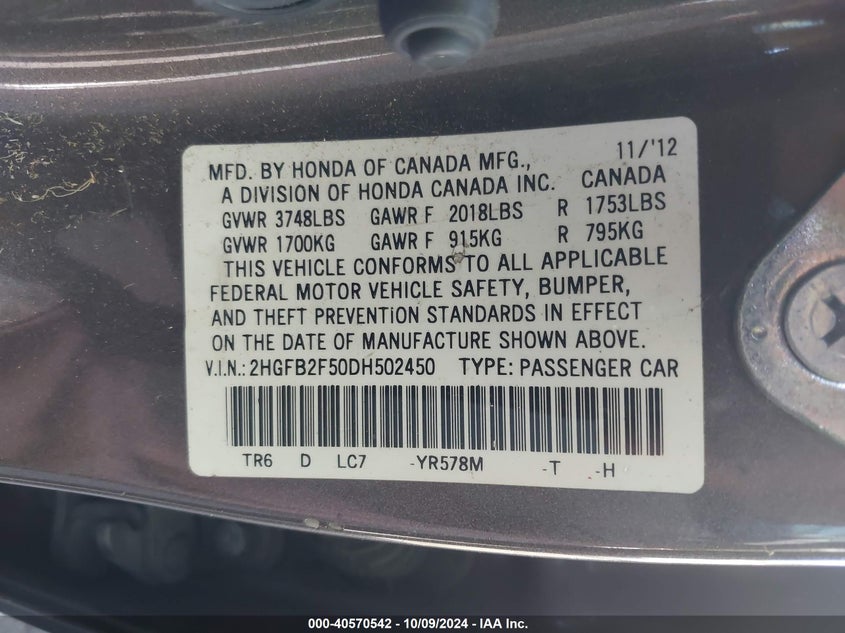 11/'12
MFD. BY HONDA OF CANADA MFG.,
A DIVISION OF HONDA CANADA INC. CANADA
GVWR 3748LBS GAWR F 2018LBS R 1753LBS
GVWR 1700KG GAWR F 915KG R 795KG
THIS VEHICLE CONFORMS TO ALL APPLICABLE
FEDERAL MOTOR VEHICLE SAFETY, BUMPER,
AND THEFT PREVENTION STANDARDS IN EFFECT
ON THE DATE OF MANUFACTURE SHOWN ABOVE.
V.I.N.: 2HGFB2F50DH502450 TYPE: PASSENGER CAR
TR6 D LC7 -YR578M -T -H
000-40570542 - 10/09/2024 - IAA Inc.